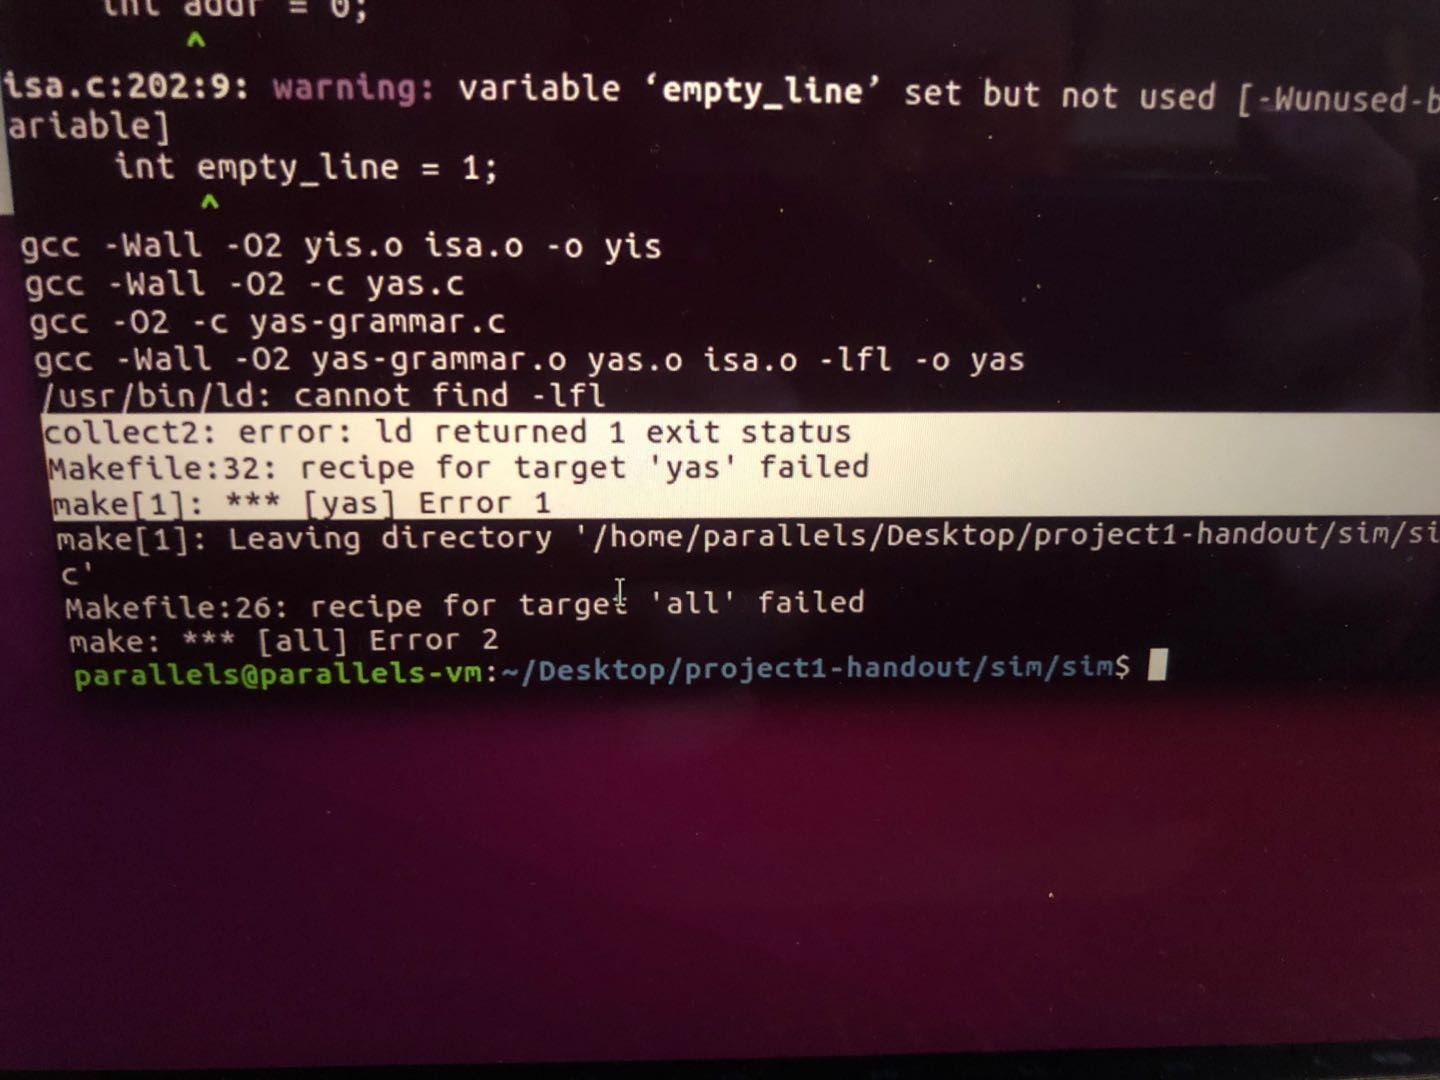 int addr = 0;
^
isa.c:202:9: warning: variable ‘empty_line’ set but not used [-Wunused-b
ariable]
int empty_line = 1;
^
gcc -Wall -O2 yis.o isa.o -o yis
gcc -Wall -O2 -c yas.c
gcc -O2 -c yas-grammar.c
gcc -Wall -O2 yas-grammar.o yas.o isa.o -lfl -o yas
/usr/bin/ld: cannot find -lfl
collect2: error: ld returned 1 exit status
Makefile:32: recipe for target 'yas' failed
make[1]: *** [yas] Error 1
make[1]: Leaving directory '/home/parallels/Desktop/project1-handout/sim/si
c'
Makefile:26: recipe for target 'all' failed
make: *** [all] Error 2
parallels@parallels-vm:~/Desktop/project1-handout/sim/sim$